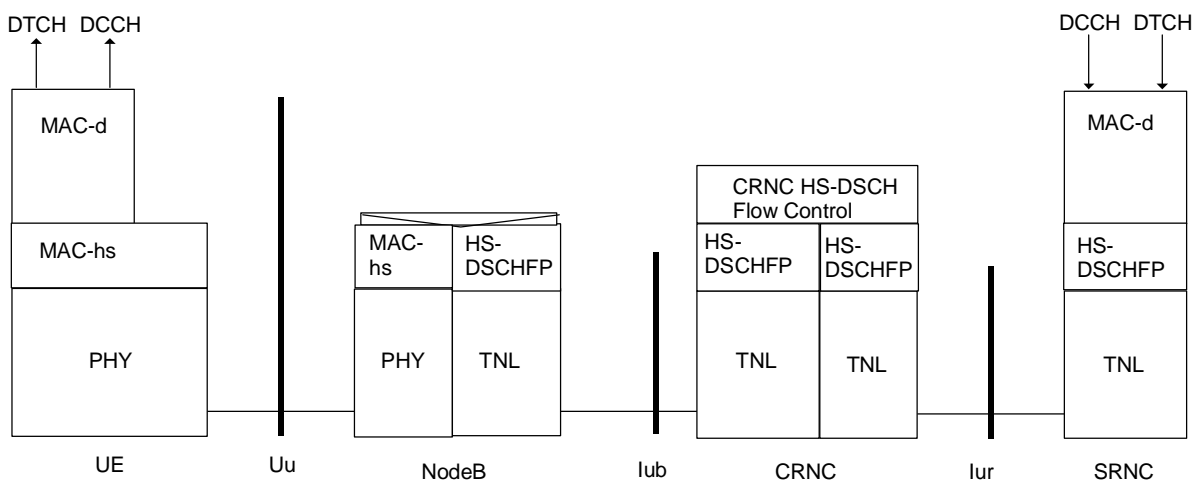 DTCH DCCH
DCCH DTCH
MAC-d
MAC-d
CRNC HS-DSCH
Flow Control
MAC-hs
MAC-
hs
HS-
DSCHFP
HS-
DSCHFP
HS-
DSCHFP
HS-
DSCHFP
PHY
PHY
TNL
TNL
TNL
TNL
UE
Uu
NodeB
Iub
CRNC
Iur
SRNC